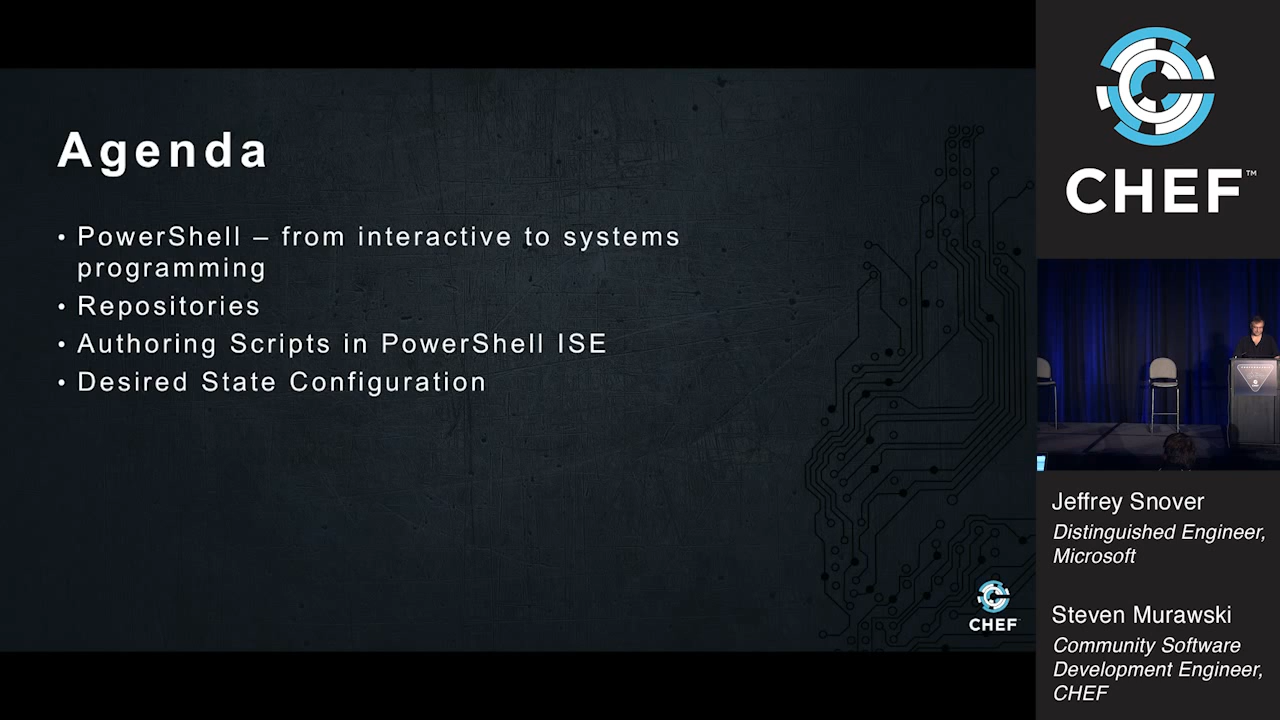 Agenda
• PowerShell – from interactive to systems
programming
• Repositories
• Authoring Scripts in PowerShell ISE
• Desired State Configuration
CHEF
CHEF™
Jeffrey Snover
Distinguished Engineer,
Microsoft
Steven Murawski
Community Software
Development Engineer,
CHEF